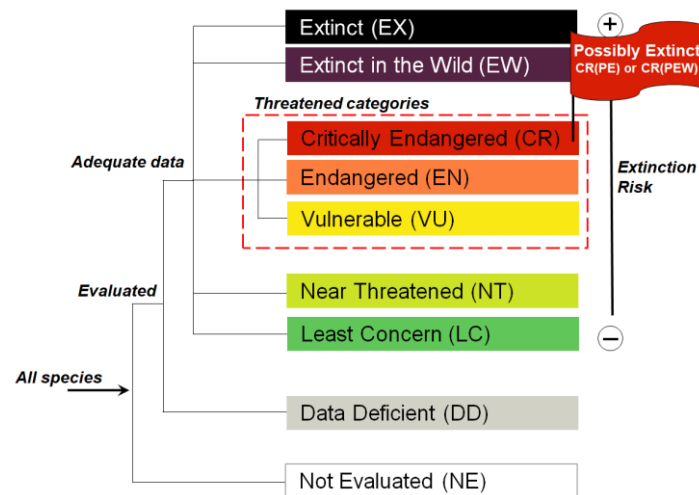 Extinct (EX)
+
Possibly Extinct
CR(PE) or CR(PEW)
Extinct in the Wild (EW)
Threatened categories
Critically Endangered (CR)
Adequate data
Extinction
Risk
Endangered (EN)
Vulnerable (VU)
Evaluated
Near Threatened (NT)
Least Concern (LC)
−
All species
Data Deficient (DD)
Not Evaluated (NE)